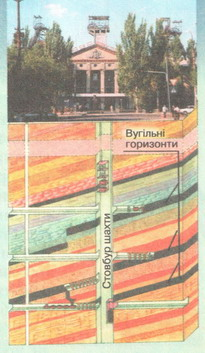 Вугільні
горизонти
Стовбур шахти